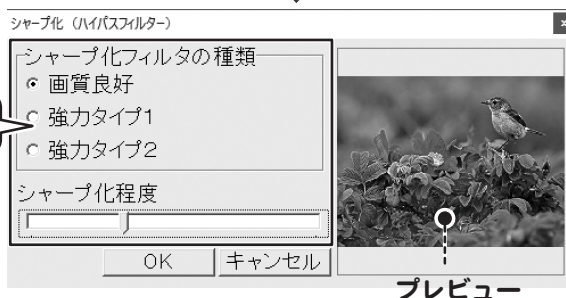 シャープ化（ハイパスフィルター）
シャープ化フィルタの種類
画質良好
強力タイプ1
強力タイプ2
シャープ化程度
OK
キャンセル
プレビュー